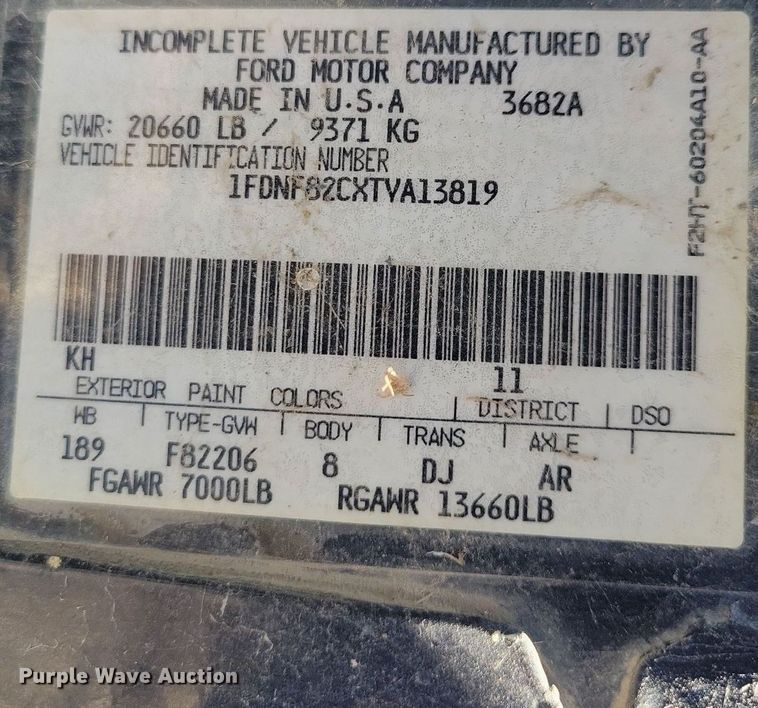 INCOMPLETE VEHICLE MANUFACTURED BY
FORD MOTOR COMPANY
MADE IN U.S.A 3682A
GVWR: 20660 LB / 9371 KG
VEHICLE IDENTIFICATION NUMBER
1FDNF82CXTVA13819
F2HT-60204A10-AA
KH 11
EXTERIOR PAINT COLORS DISTRICT DSO
WB TYPE-GVW BODY TRANS AXLE
189 F82206 8 DJ AR
FGAWR 7000LB RGAWR 13660LB
Purple Wave Auction